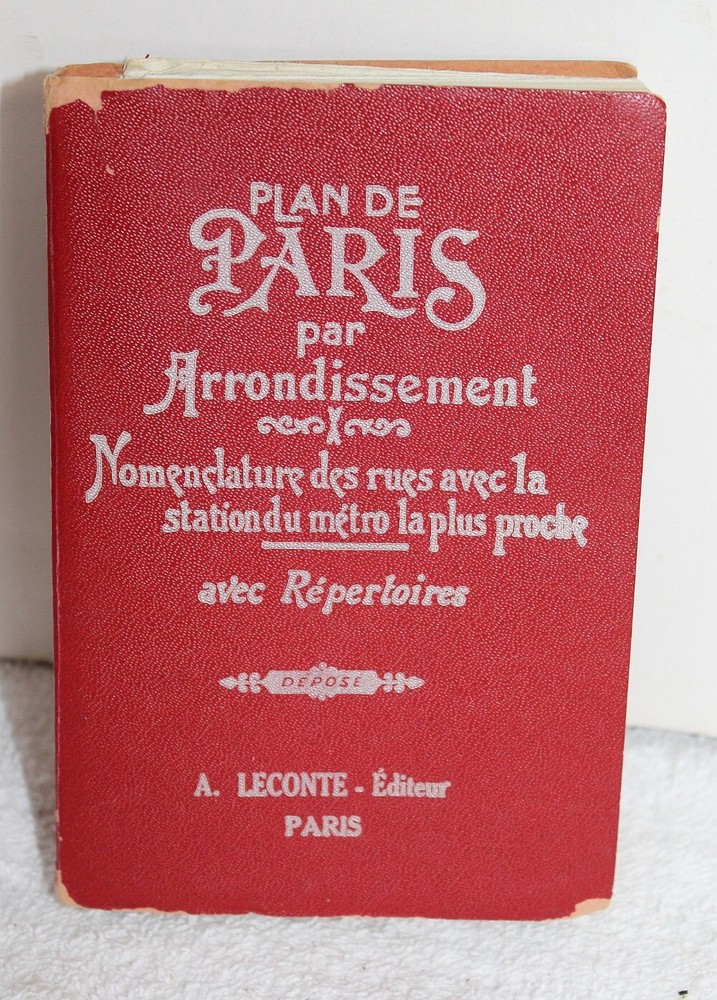 PLAN DE
PARIS
par
Arrondissement
Nomenclature des rues avec la
station du métro la plus proche
avec Répertoires
DÉPOSÉ
A. LECONTE - Éditeur
PARIS